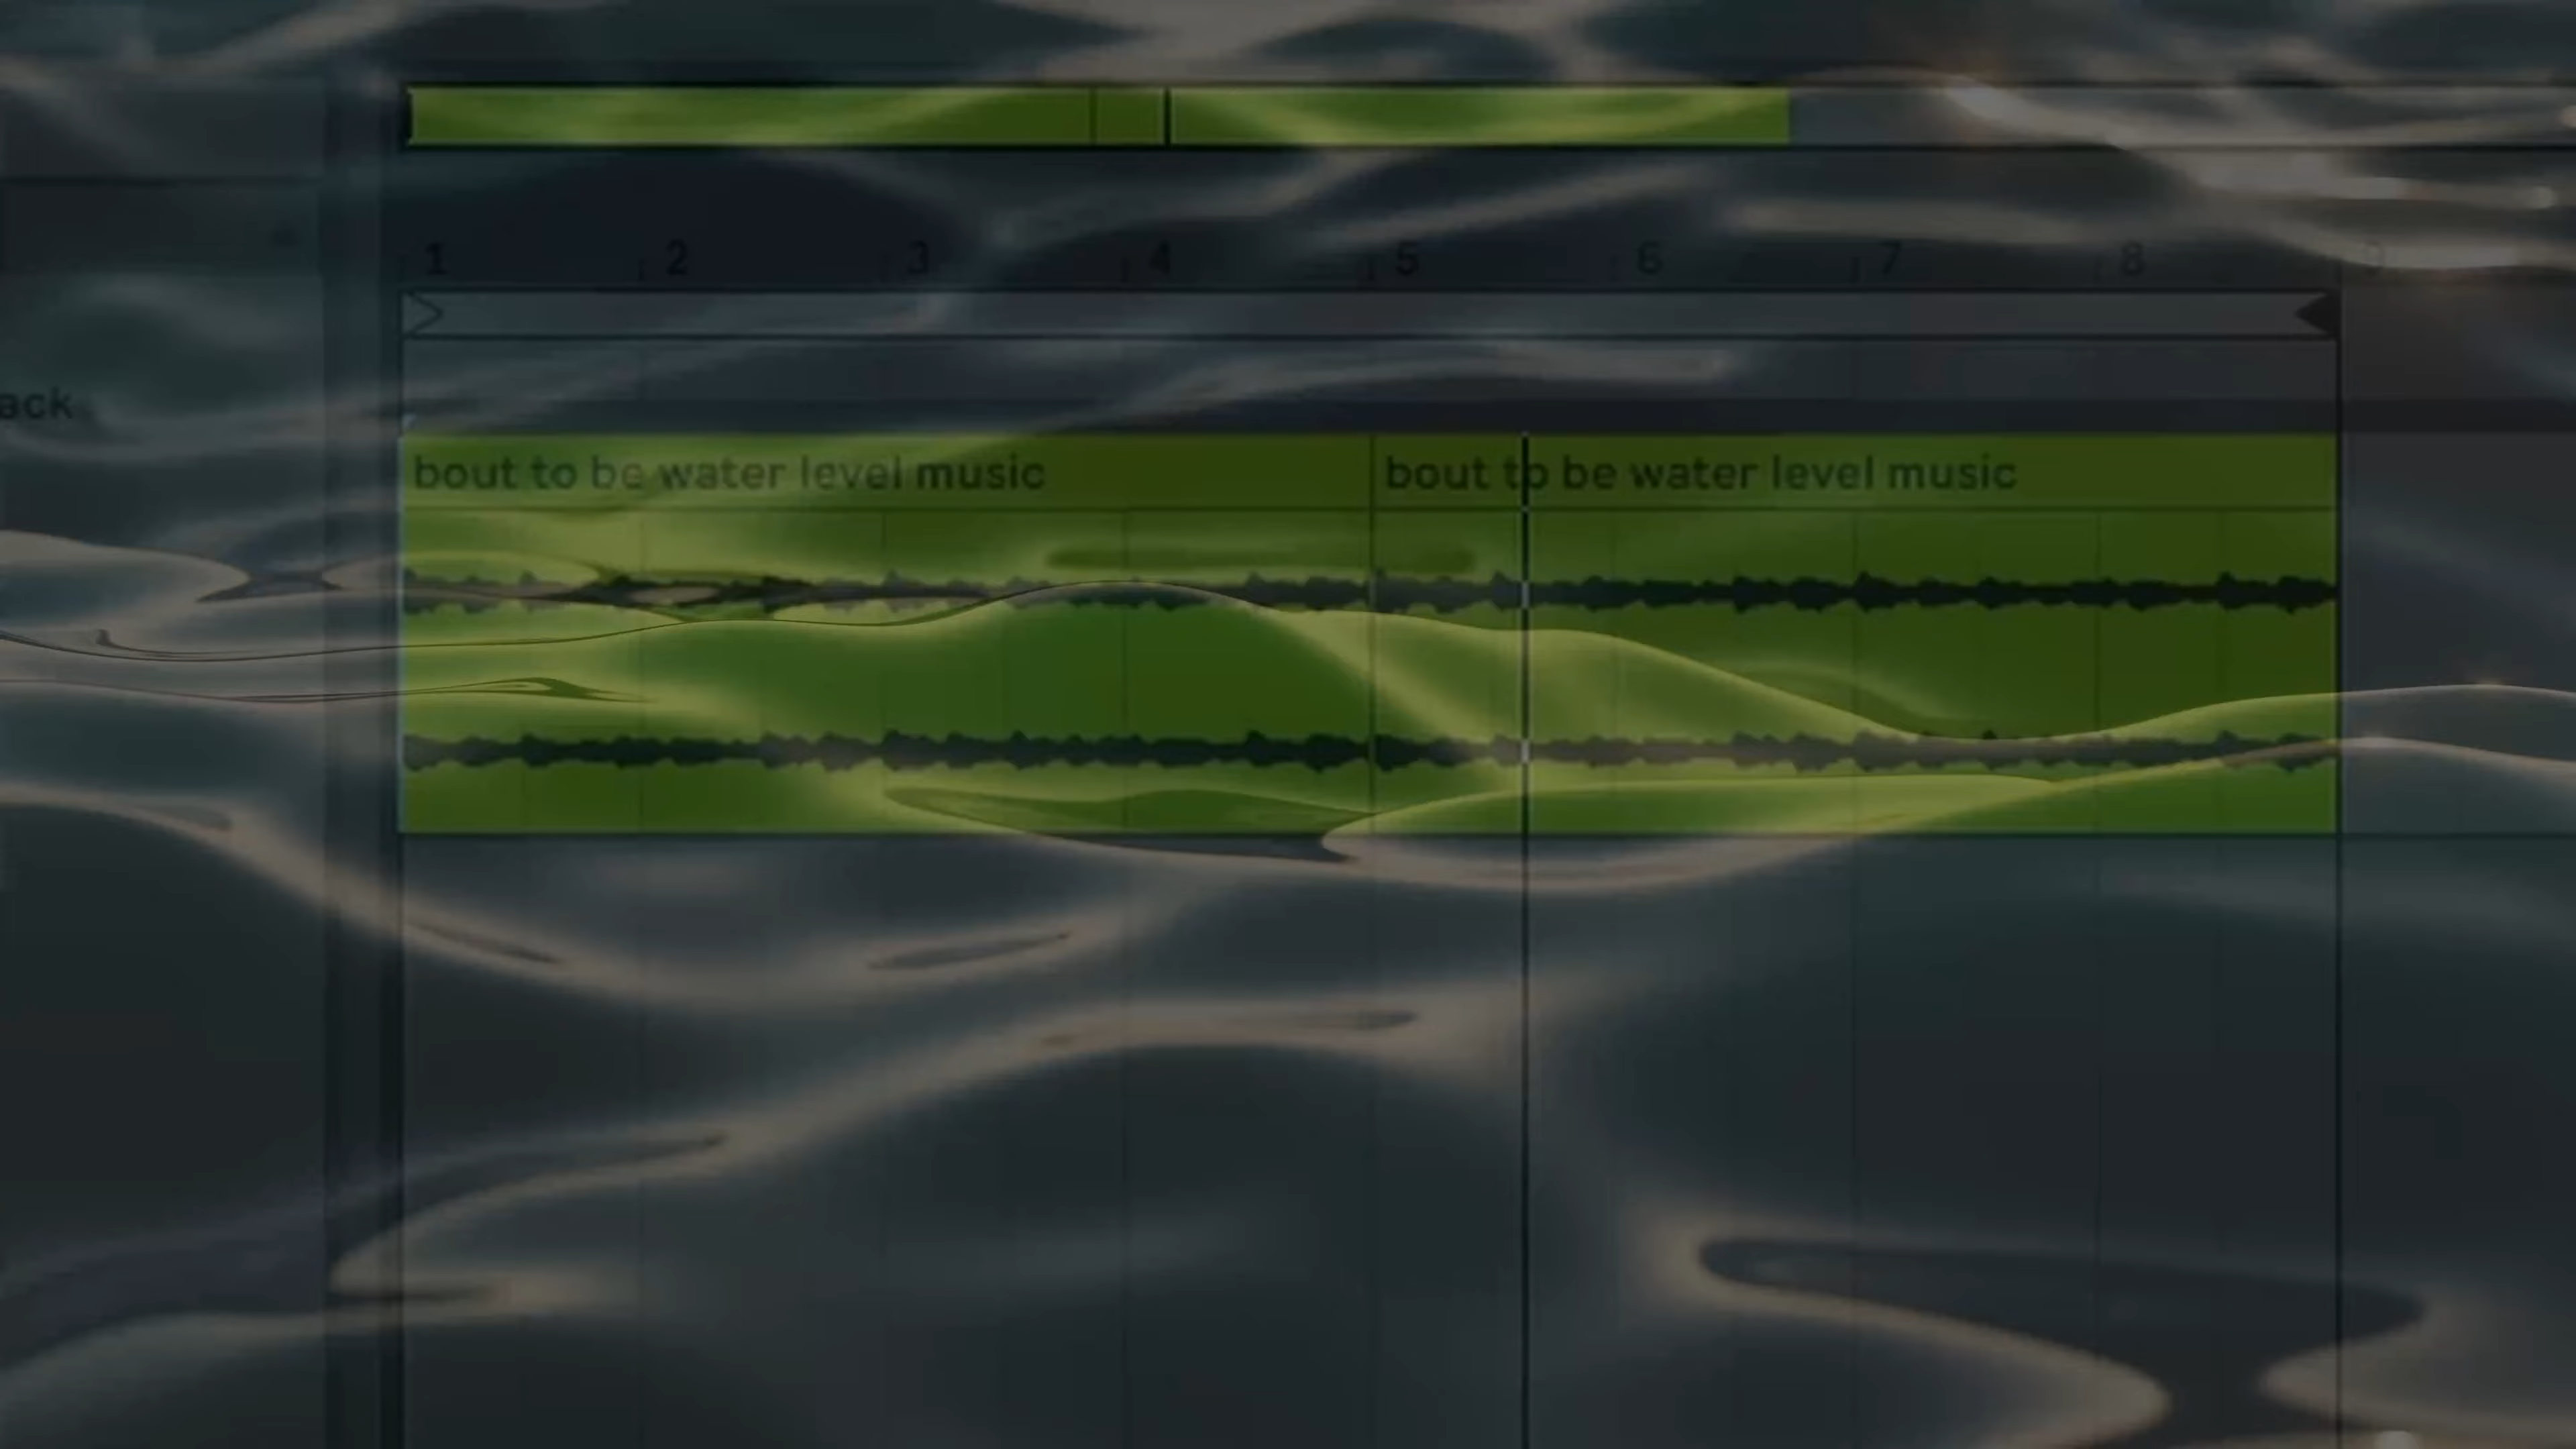 1 2 3 4 5 6 7 8 9
ack
bout to be water level music bout to be water level music